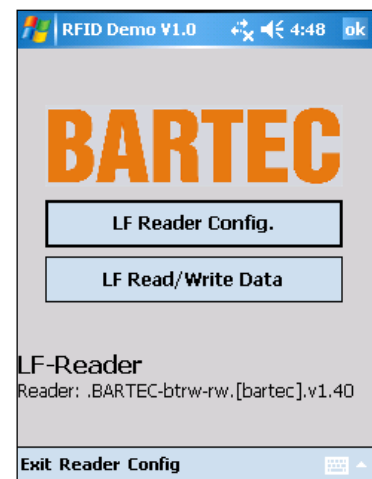 RFID Demo V1.0 4:48 ok
BARTEC
LF Reader Config.
LF Read/Write Data
LF-Reader
Reader: .BARTEC-btrw-rw.[bartec].v1.40
Exit Reader Config